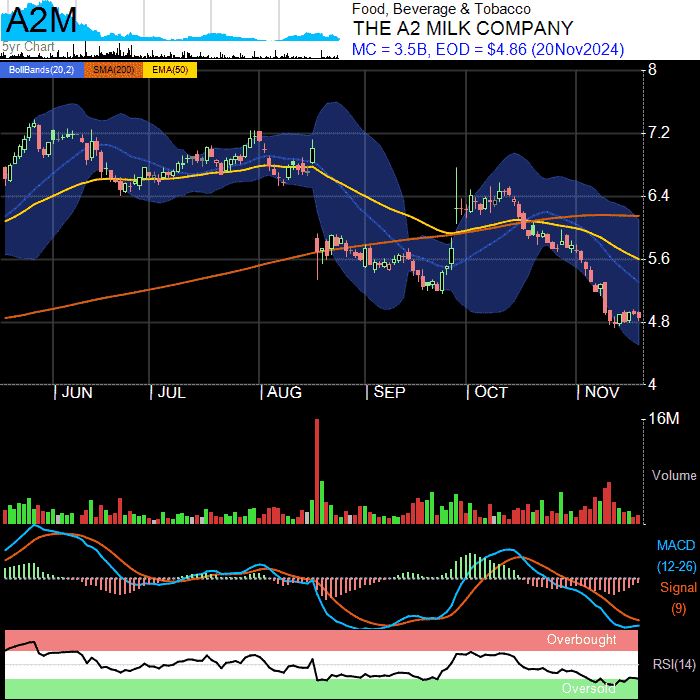 A2M
5yr Chart
Food, Beverage & Tobacco
THE A2 MILK COMPANY
MC = 3.5B, EOD = $4.86 (20Nov2024)
BollBands(20,2) SMA(200) EMA(50)
8
7.2
6.4
5.6
4.8
4
JUN JUL AUG SEP OCT NOV
16M
Volume
MACD
(12-26)
Signal
(9)
Overbought
RSI(14)
Oversold